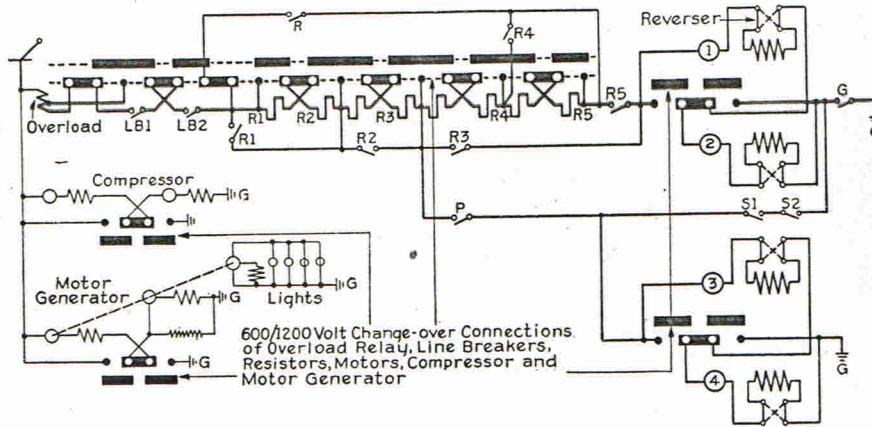 Reverser
R
R4
1
R5
G
G
Overload
LB1
LB2
R1
R2
R3
R4
R5
R1
R2
R3
2
Compressor
G
P
S1
S2
Motor
Generator
G
Lights
G
G
3
4
G
600/1200 Volt Change-over Connections
of Overload Relay, Line Breakers,
Resistors, Motors, Compressor and
Motor Generator